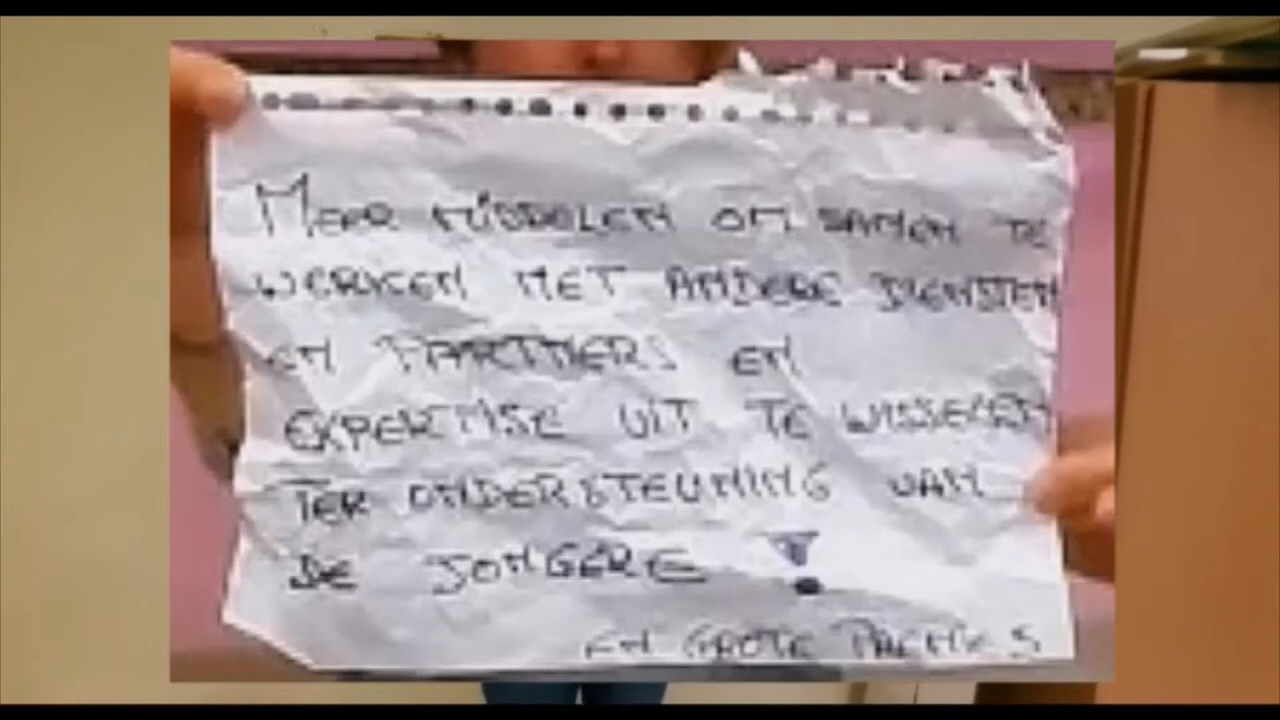 MEER MIDDELEN OM SAMEN TE
WERKEN MET ANDERE DIENSTEN
EN PARTNERS EN
EXPERTISE UIT TE WISSELEN
TER ONDERSTEUNING VAN
DE JONGERE !
EN GROTE